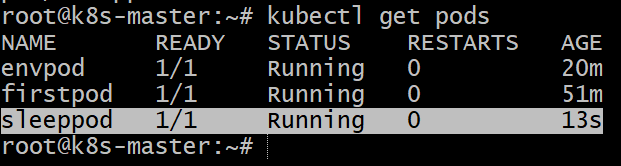 root@k8s-master:~# kubectl get pods
NAME       READY   STATUS    RESTARTS   AGE
envpod     1/1     Running   0          20m
firstpod   1/1     Running   0          51m
sleeppod   1/1     Running   0          13s
root@k8s-master:~#